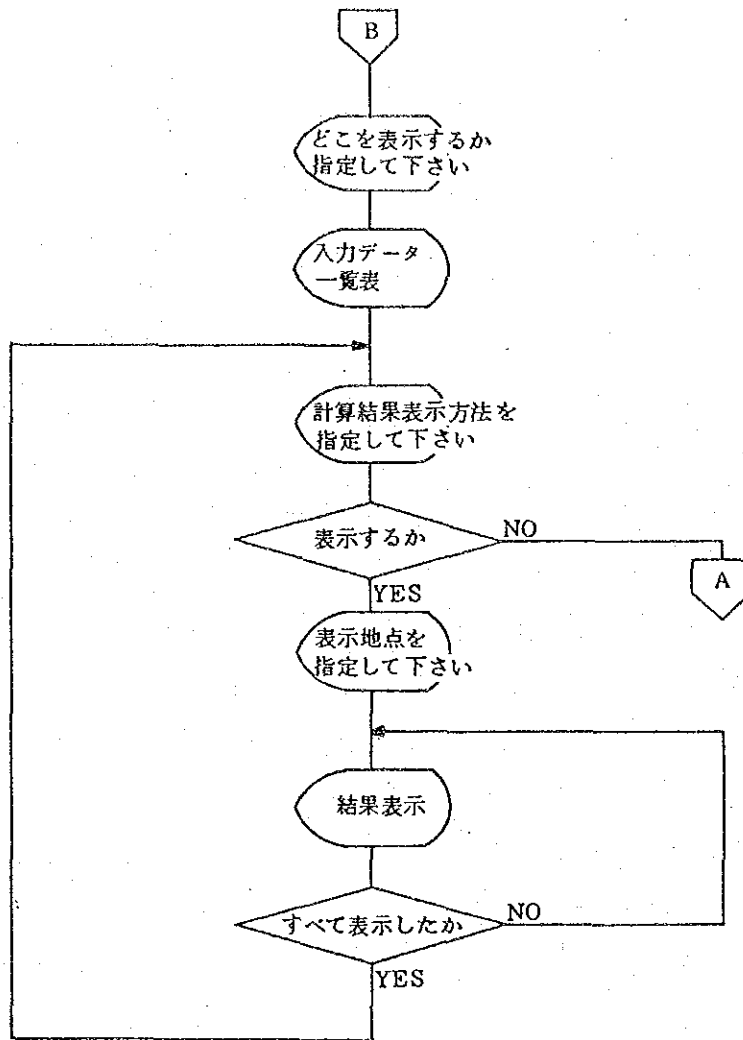 B
どこを表示するか
指定して下さい
入力データ
一覧表
計算結果表示方法を
指定して下さい
表示するか
NO
A
YES
表示地点を
指定して下さい
結果表示
すべて表示したか
NO
YES